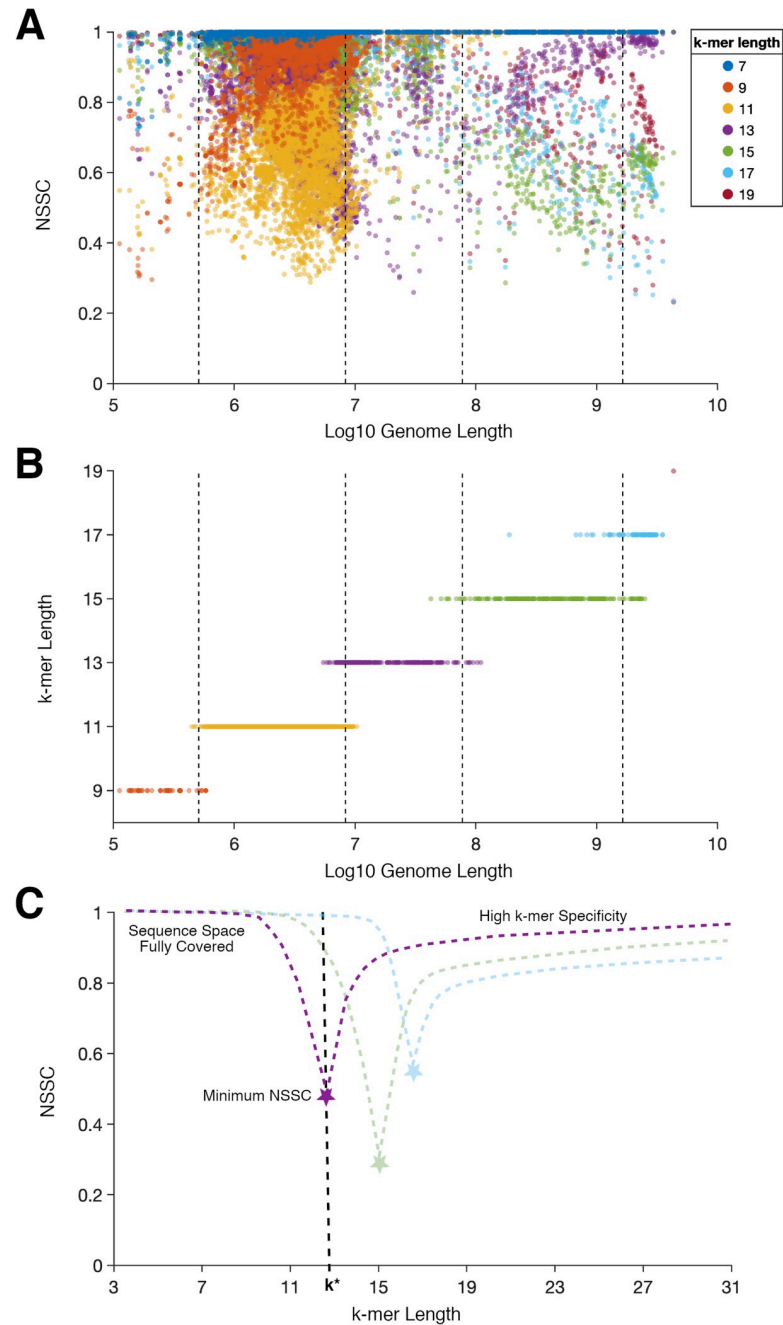 A
1
0.8
0.6
0.4
0.2
0
NSSC
5 6 7 8 9 10
Log10 Genome Length
k-mer length
7
9
11
13
15
17
19
B
19
17
15
13
11
9
k-mer Length
5 6 7 8 9 10
Log10 Genome Length
C
1
0.8
0.6
0.4
0.2
0
NSSC
Sequence Space
Fully Covered
High k-mer Specificity
Minimum NSSC
3 7 11 k* 15 19 23 27 31
k-mer Length